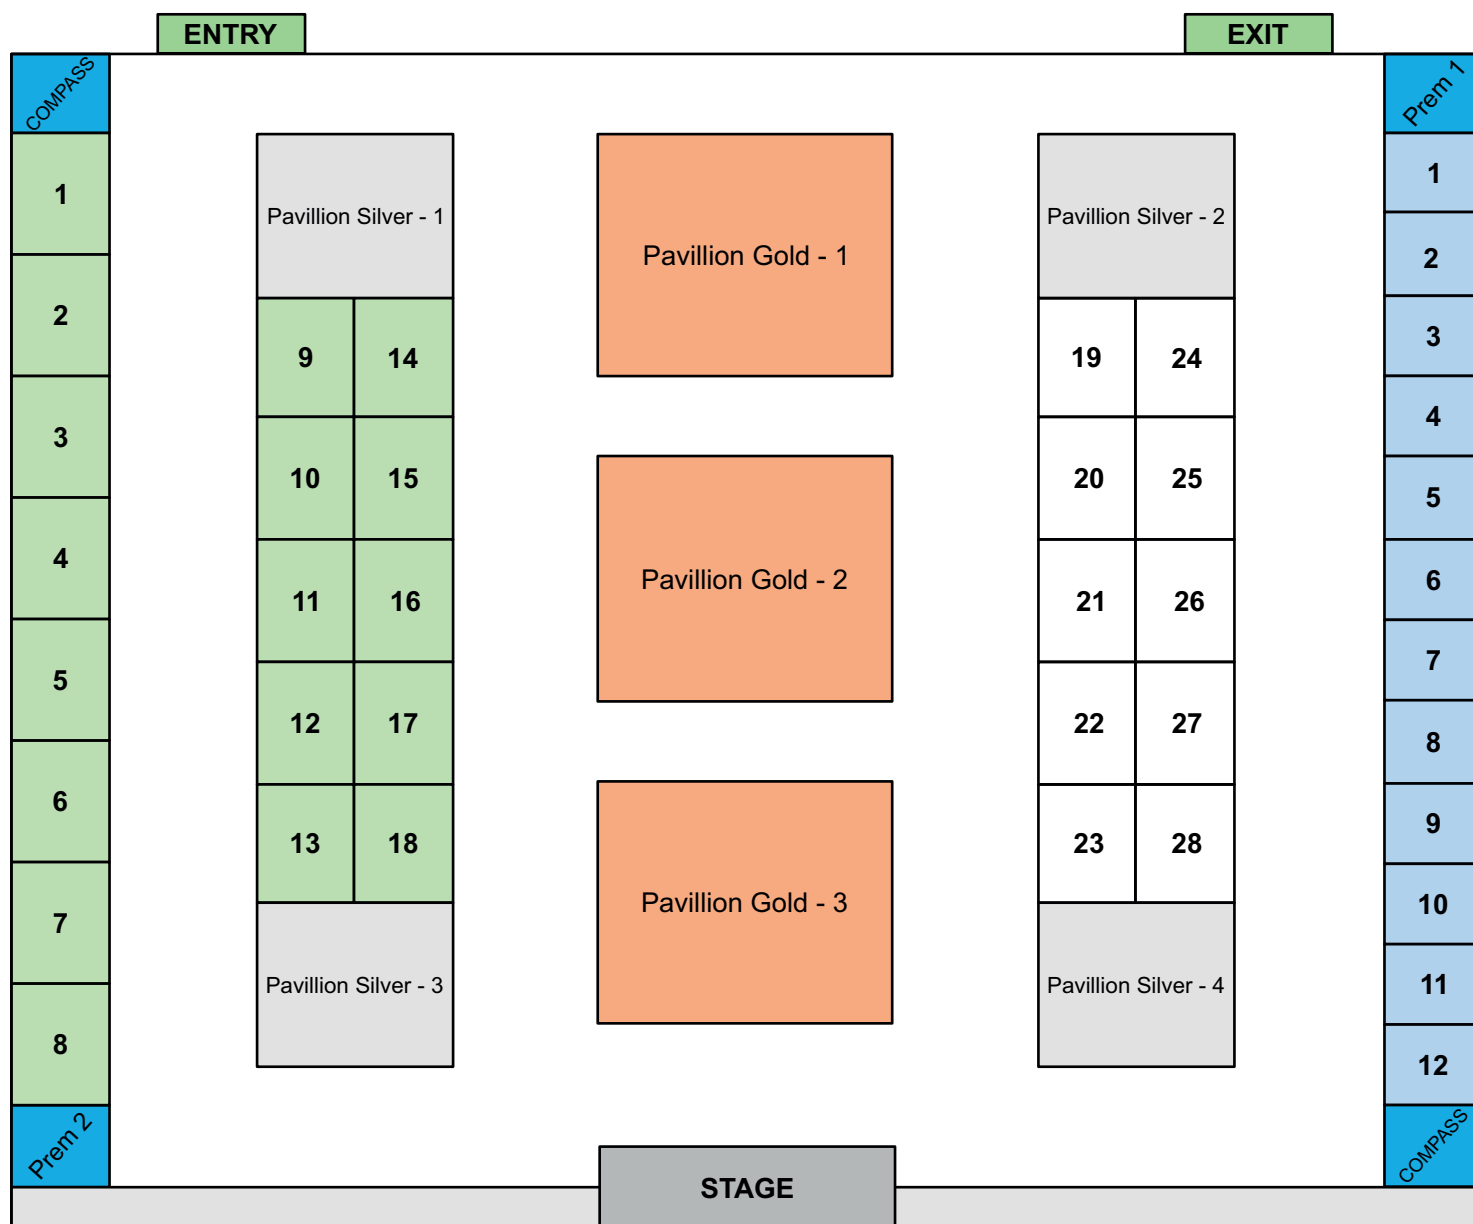 ENTRY
EXIT
COMPASS
Prem 1
1
1
Pavillion Silver - 1
Pavillion Gold - 1
Pavillion Silver - 2
2
2
3
9
14
19
24
3
4
10
15
20
25
5
4
Pavillion Gold - 2
11
16
21
26
6
5
7
12
17
22
27
8
6
13
18
23
28
9
7
Pavillion Gold - 3
10
Pavillion Silver - 3
Pavillion Silver - 4
11
8
12
Prem 2
COMPASS
STAGE